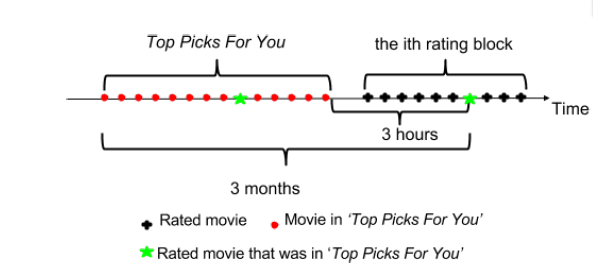 Top Picks For You
the ith rating block
Time
3 hours
3 months
Rated movie
Movie in ‘Top Picks For You’
Rated movie that was in ‘Top Picks For You’